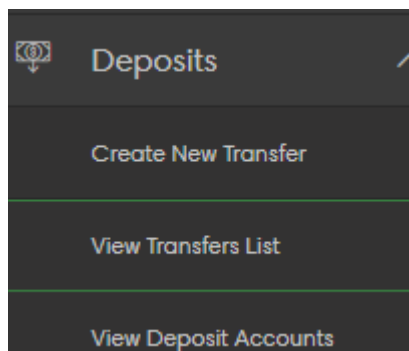 Deposits
Create New Transfer
View Transfers List
View Deposit Accounts